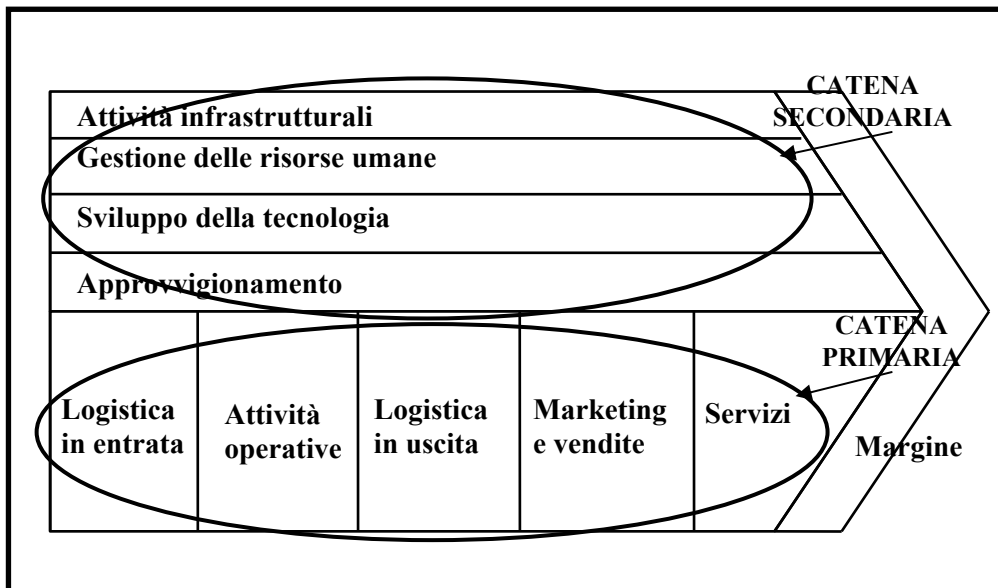 CATENA
SECONDARIA
Attività infrastrutturali
Gestione delle risorse umane
Sviluppo della tecnologia
Approvvigionamento
CATENA
PRIMARIA
Logistica
in entrata
Attività
operative
Logistica
in uscita
Marketing
e vendite
Servizi
Margine